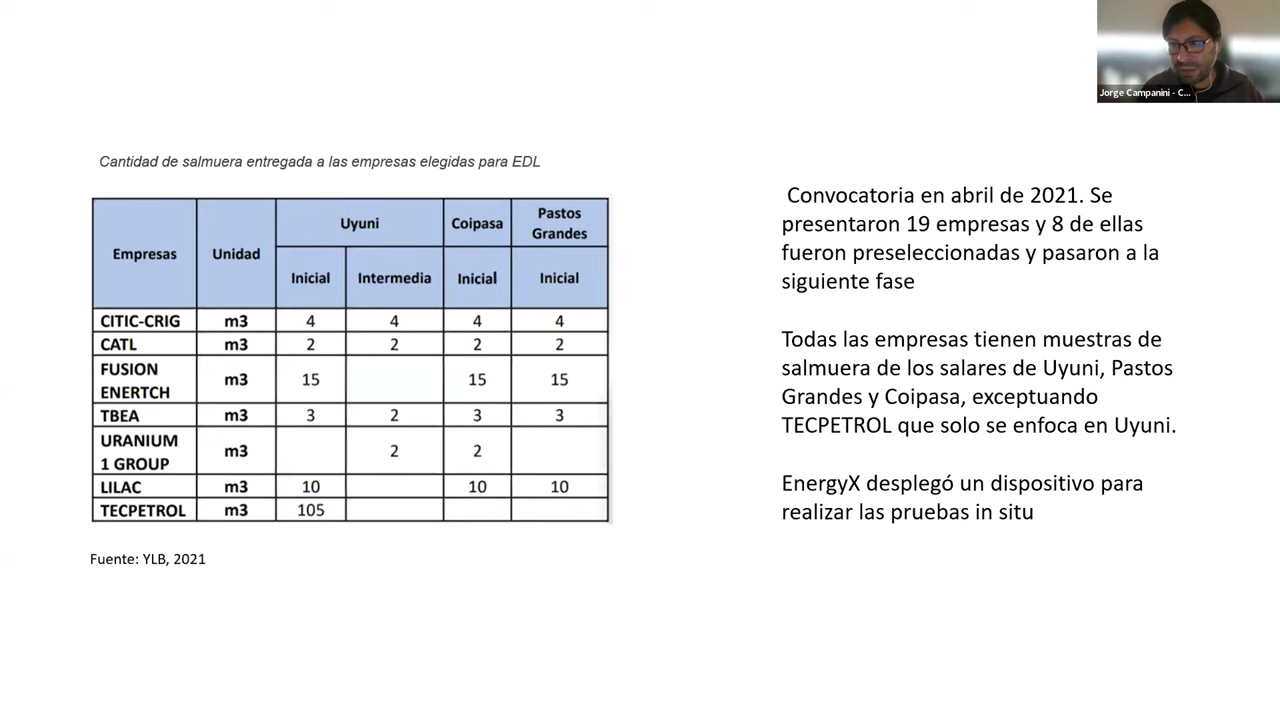 Jorge Campanini - C...
Cantidad de salmuera entregada a las empresas elegidas para EDL
Empresas Unidad Uyuni Coipasa Pastos Grandes
Inicial Intermedia Inicial Inicial
CITIC-CRIG m3 4 4 4 4
CATL m3 2 2 2 2
FUSION ENERTCH m3 15 15 15
TBEA m3 3 2 3 3
URANIUM 1 GROUP m3 2 2
LILAC m3 10 10 10
TECPETROL m3 105
Fuente: YLB, 2021
Convocatoria en abril de 2021. Se
presentaron 19 empresas y 8 de ellas
fueron preseleccionadas y pasaron a la
siguiente fase
Todas las empresas tienen muestras de
salmuera de los salares de Uyuni, Pastos
Grandes y Coipasa, exceptuando
TECPETROL que solo se enfoca en Uyuni.
EnergyX desplegó un dispositivo para
realizar las pruebas in situ